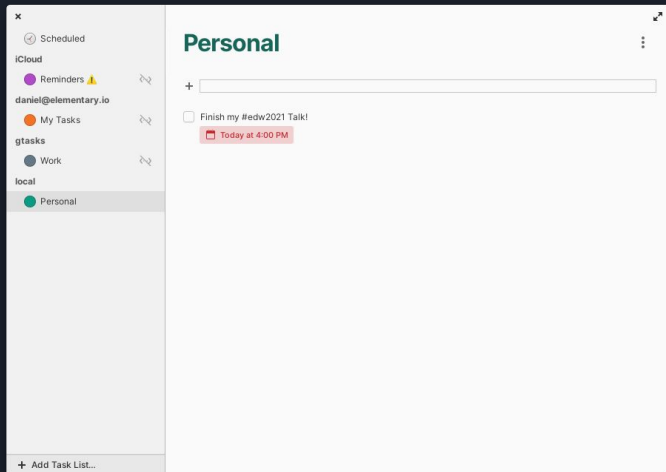 Scheduled
iCloud
Reminders ⚠️
daniel@elementary.io
My Tasks
gtasks
Work
local
Personal
Add Task List...
Personal
Finish my #edw2021 Talk!
Today at 4:00 PM